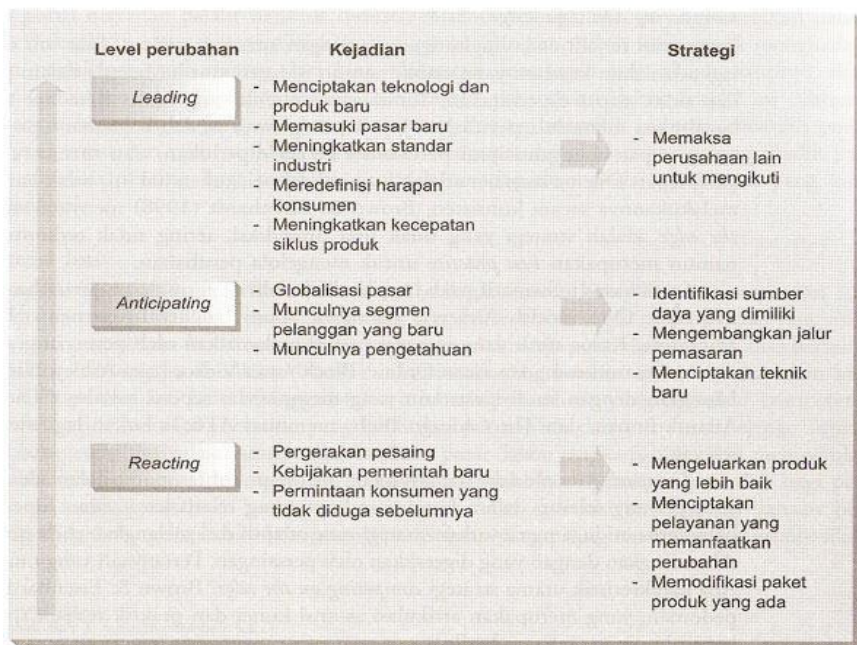 Level perubahan
Kejadian
Strategi
Leading
- Menciptakan teknologi dan
produk baru
- Memasuki pasar baru
- Meningkatkan standar
industri
- Meredefinisi harapan
konsumen
- Meningkatkan kecepatan
siklus produk
- Memaksa
perusahaan lain
untuk mengikuti
Anticipating
- Globalisasi pasar
- Munculnya segmen
pelanggan yang baru
- Munculnya pengetahuan
- Identifikasi sumber
daya yang dimiliki
- Mengembangkan jalur
pemasaran
- Menciptakan teknik
baru
Reacting
- Pergerakan pesaing
- Kebijakan pemerintah baru
- Permintaan konsumen yang
tidak diduga sebelumnya
- Mengeluarkan produk
yang lebih baik
- Menciptakan
pelayanan yang
memanfaatkan
perubahan
- Memodifikasi paket
produk yang ada